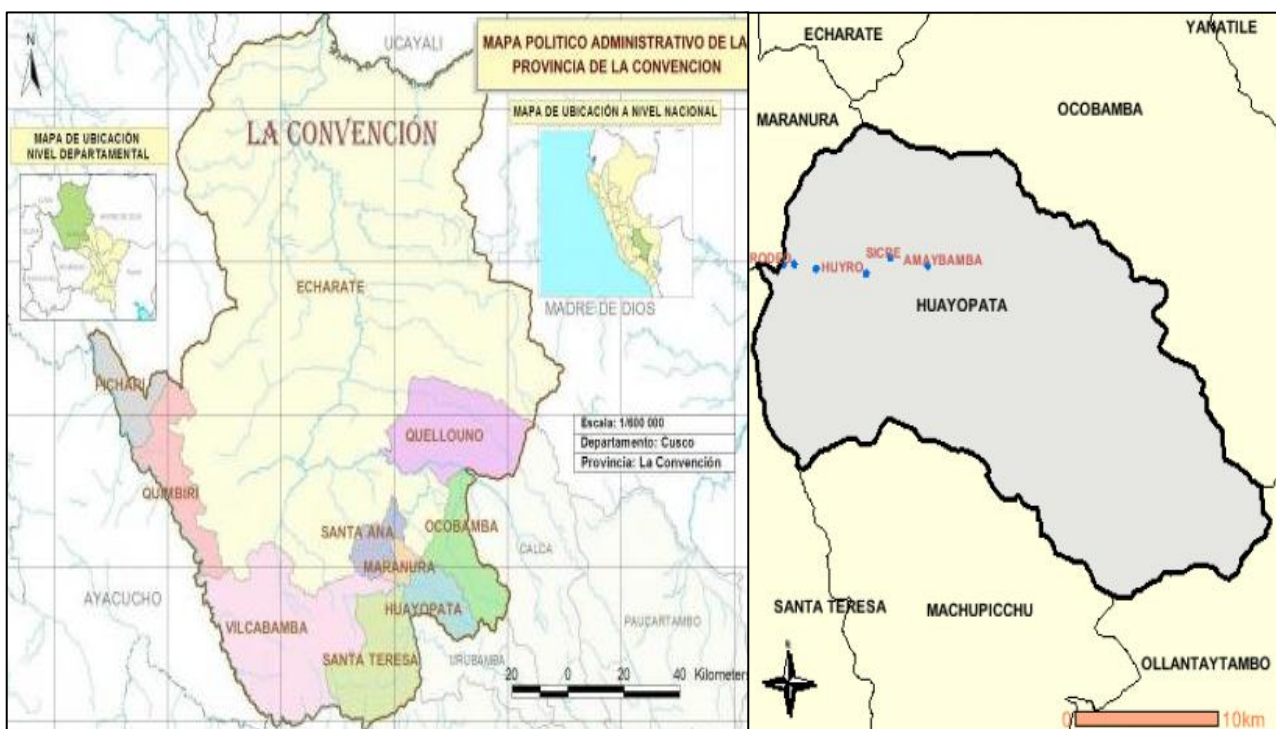 N
UCAYALI
MAPA POLITICO ADMINISTRATIVO DE LA
PROVINCIA DE LA CONVENCION
LA CONVENCIÓN
MAPA DE UBICACIÓN A NIVEL NACIONAL
MAPA DE UBICACIÓN
NIVEL DEPARTAMENTAL
ECHARATE
MADRE DE DIOS
PICHARI
QUELLOUNO
Escala: 1/600 000
Departamento: Cusco
Provincia: La Convención
QUIMBIRI
SANTA ANA
OCOBAMBA
CALCA
MARANURA
AYACUCHO
HUAYOPATA
VILCABAMBA
PAUCARTAMBO
SANTA TERESA
URUBAMBA
20 0 20 40 Kilometers
ECHARATE
YANATILE
OCOBAMBA
MARANURA
SICRE
RODEO
HUYRO
AMAYBAMBA
HUAYOPATA
SANTA TERESA
MACHUPICCHU
OLLANTAYTAMBO
0 10km